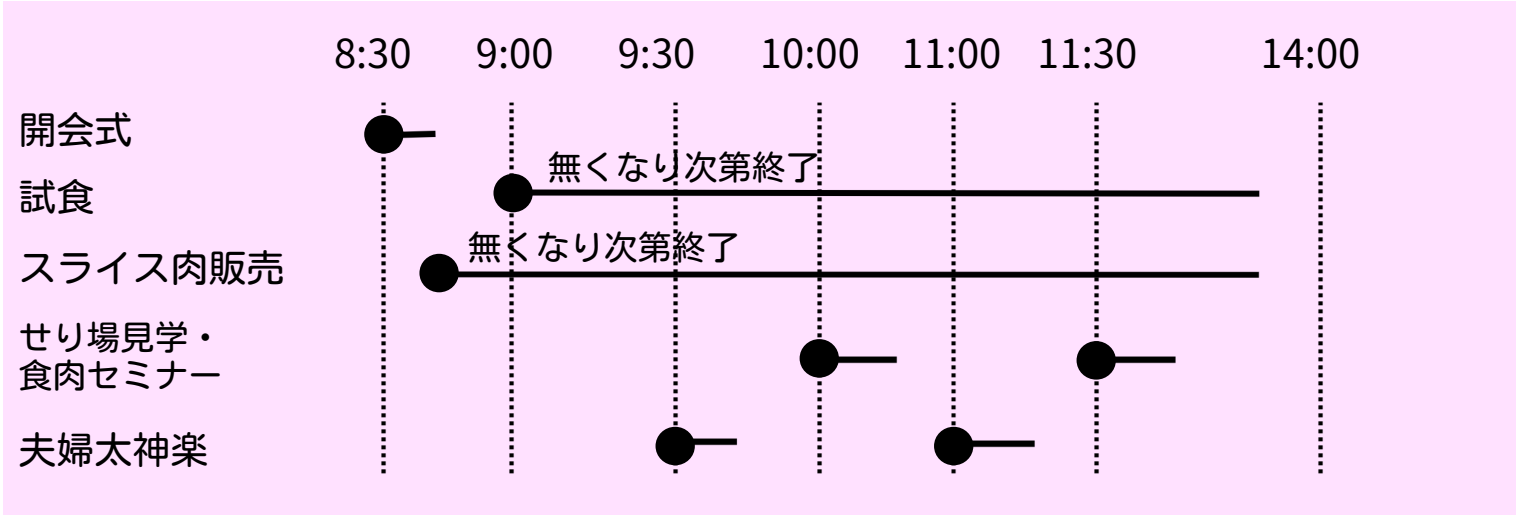 8:30 9:00 9:30 10:00 11:00 11:30 14:00
開会式
無くなり次第終了
試食
無くなり次第終了
スライス肉販売
せり場見学・
食肉セミナー
夫婦太神楽